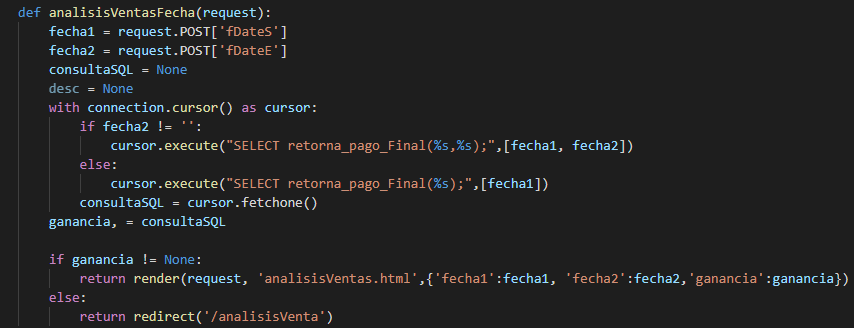 def analisisVentasFecha(request):
    fecha1 = request.POST['fDateS']
    fecha2 = request.POST['fDateE']
    consultaSQL = None
    desc = None
    with connection.cursor() as cursor:
        if fecha2 != '':
            cursor.execute("SELECT retorna_pago_Final(%s,%s);",[fecha1, fecha2])
        else:
            cursor.execute("SELECT retorna_pago_Final(%s);",[fecha1])
        consultaSQL = cursor.fetchone()
    ganancia, = consultaSQL

    if ganancia != None:
        return render(request, 'analisisVentas.html',{'fecha1':fecha1, 'fecha2':fecha2,'ganancia':ganancia})
    else:
        return redirect('/analisisVenta')